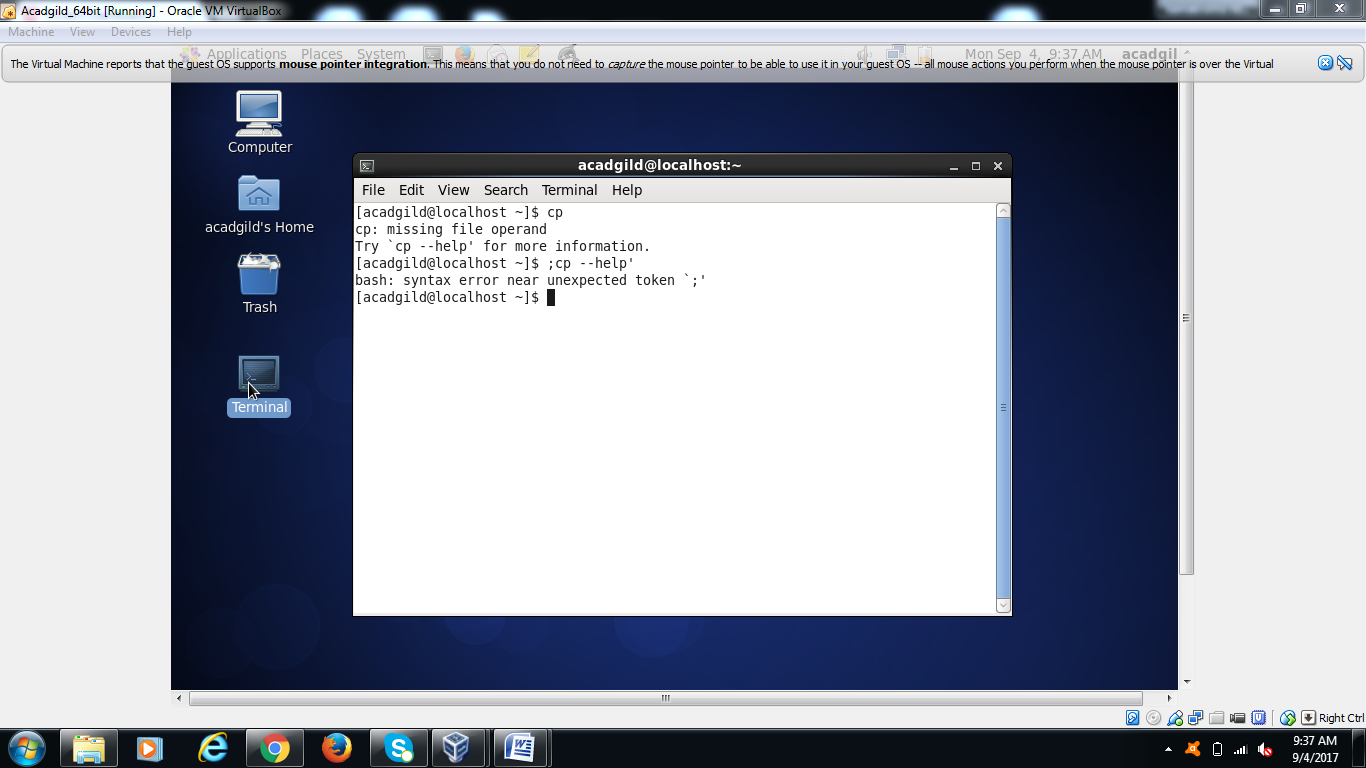 Acadgild_64bit [Running] - Oracle VM VirtualBox
Machine View Devices Help
Applications Places System Mon Sep 4, 9:37 AM acadgil
The Virtual Machine reports that the guest OS supports mouse pointer integration. This means that you do not need to capture the mouse pointer to be able to use it in your guest OS -- all mouse actions you perform when the mouse pointer is over the Virtual
Computer
acadgild's Home
Trash
Terminal
acadgild@localhost:~
File Edit View Search Terminal Help
[acadgild@localhost ~]$ cp
cp: missing file operand
Try `cp --help' for more information.
[acadgild@localhost ~]$ ;cp --help'
bash: syntax error near unexpected token `;'
[acadgild@localhost ~]$
Right Ctrl
9:37 AM
9/4/2017